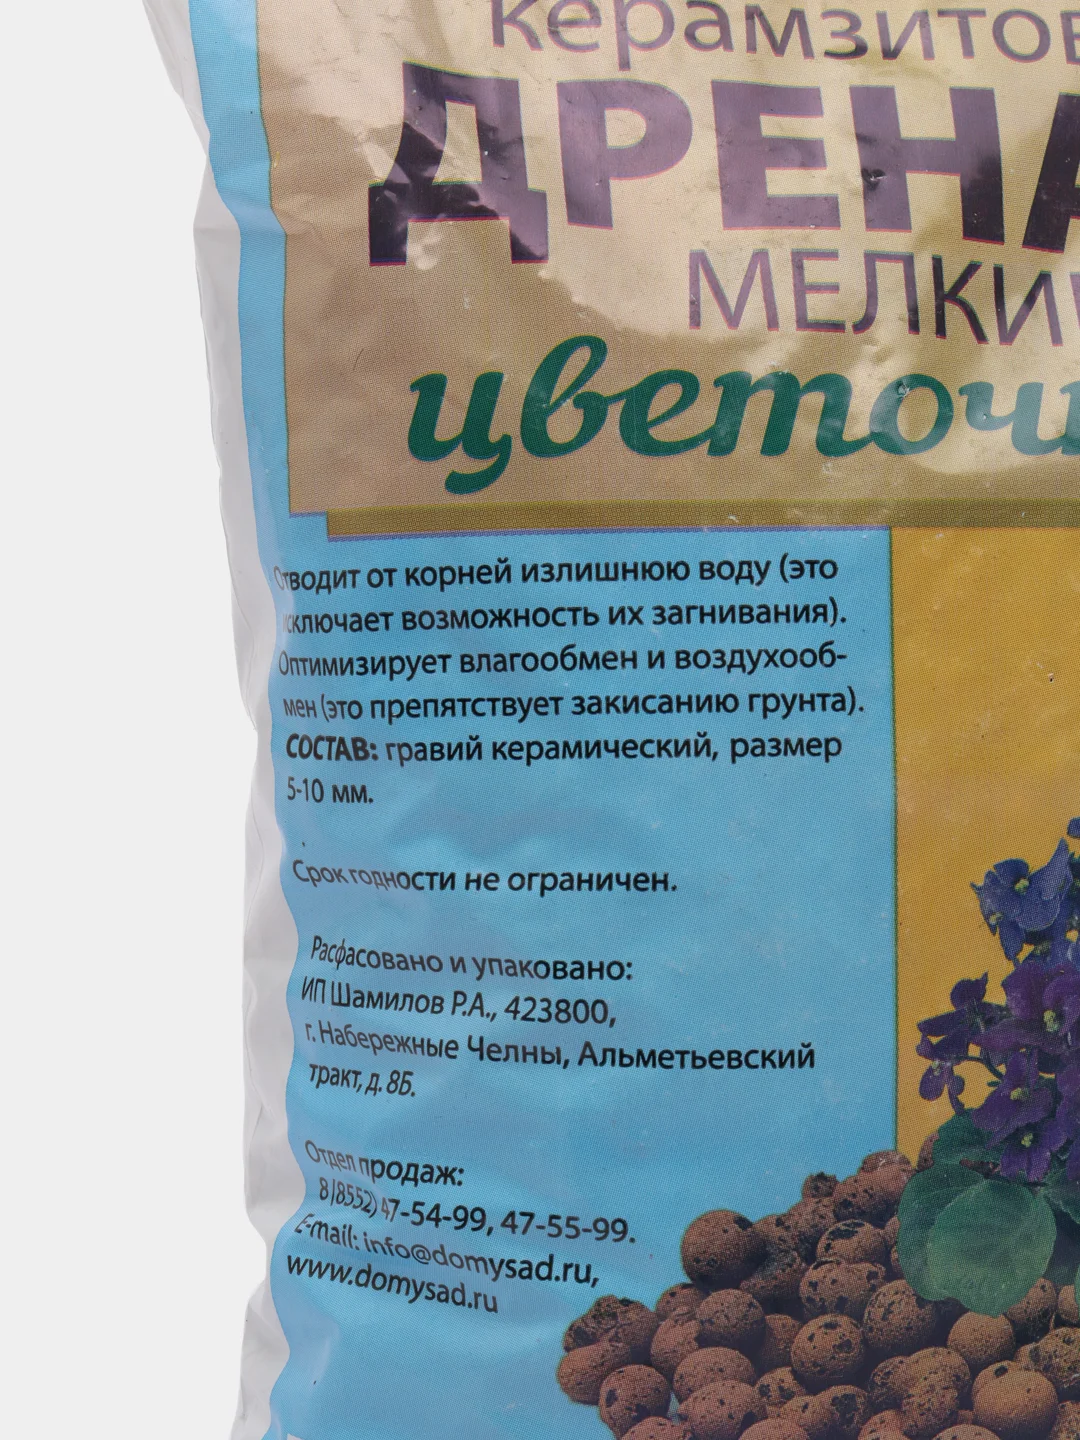 керамзитов
ДРЕНА
МЕЛКИ
цветоч
Отводит от корней излишнюю воду (это
исключает возможность их загнивания).
Оптимизирует влагообмен и воздухооб-
мен (это препятствует закисанию грунта).
СОСТАВ: гравий керамический, размер
5-10 мм.
Срок годности не ограничен.
Расфасовано и упаковано:
ИП Шамилов Р.А., 423800,
г. Набережные Челны, Альметьевский
тракт, д. 8Б.
Отдел продаж:
8 (8552) 47-54-99, 47-55-99.
E-mail: info@domysad.ru,
www.domysad.ru